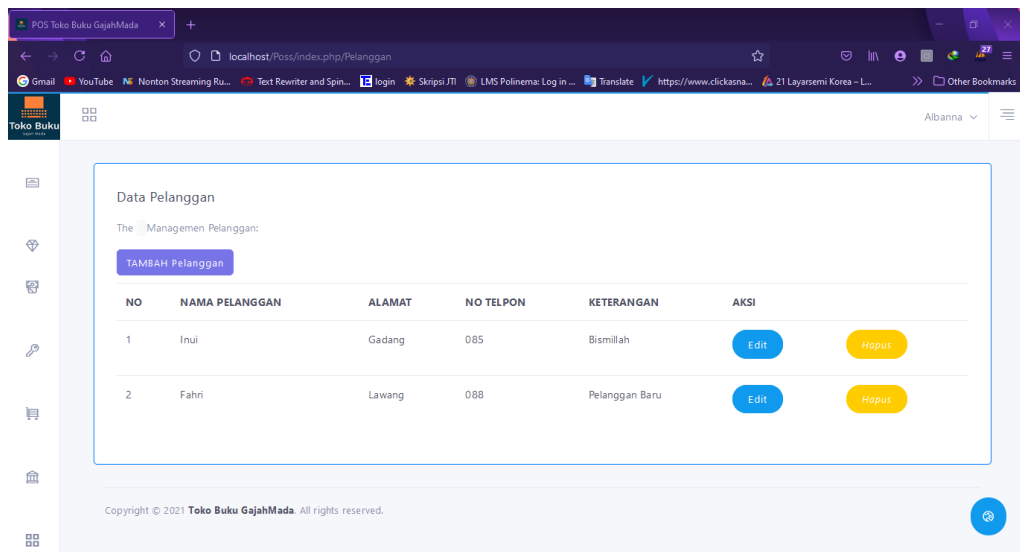 POS Toko Buku GajahMada
localhost/Poss/index.php/Pelanggan
27
Gmail YouTube Nonton Streaming Ru... Text Rewriter and Spin... login Skripsi JTI LMS Polinema: Log in ... Translate https://www.clickasna... 21 Layarsemi Korea – L... Other Bookmarks
Toko Buku
Gajah Mada
Albanna
Data Pelanggan
The Managemen Pelanggan:
TAMBAH Pelanggan
NO NAMA PELANGGAN ALAMAT NO TELPON KETERANGAN AKSI
1 Inui Gadang 085 Bismillah Edit Hapus
2 Fahri Lawang 088 Pelanggan Baru Edit Hapus
Copyright © 2021 Toko Buku GajahMada. All rights reserved.